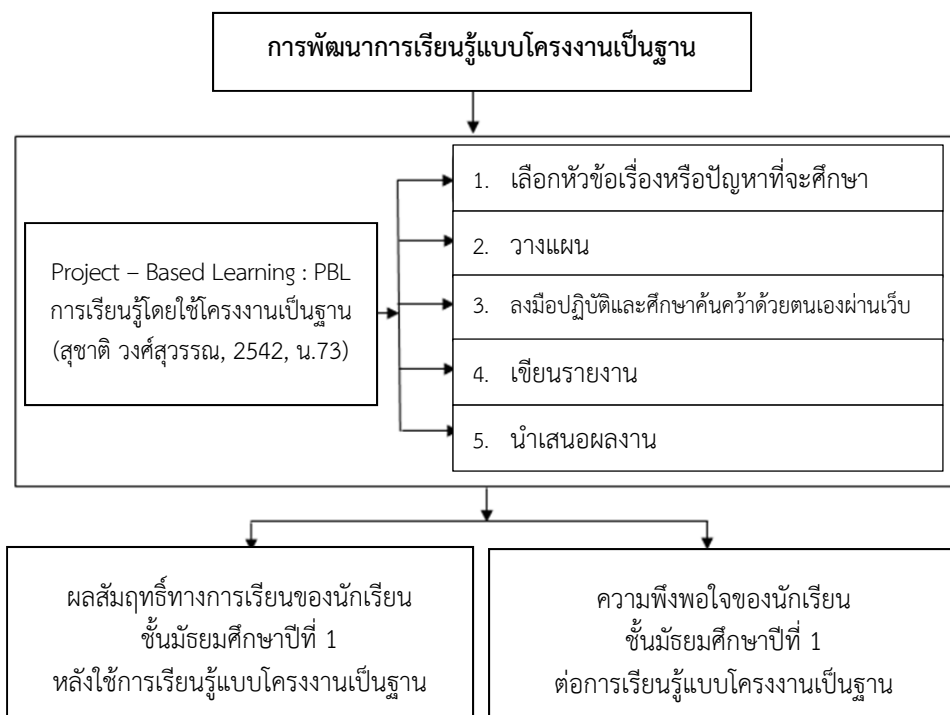 การพัฒนาการเรียนรู้แบบโครงงานเป็นฐาน
Project – Based Learning : PBL
การเรียนรู้โดยใช้โครงงานเป็นฐาน
(สุชาติ วงศ์สุวรรณ, 2542, น.73)
1. เลือกหัวข้อเรื่องหรือปัญหาที่จะศึกษา
2. วางแผน
3. ลงมือปฏิบัติและศึกษาค้นคว้าด้วยตนเองผ่านเว็บ
4. เขียนรายงาน
5. นำเสนอผลงาน
ผลสัมฤทธิ์ทางการเรียนของนักเรียน
ชั้นมัธยมศึกษาปีที่ 1
หลังใช้การเรียนรู้แบบโครงงานเป็นฐาน
ความพึงพอใจของนักเรียน
ชั้นมัธยมศึกษาปีที่ 1
ต่อการเรียนรู้แบบโครงงานเป็นฐาน